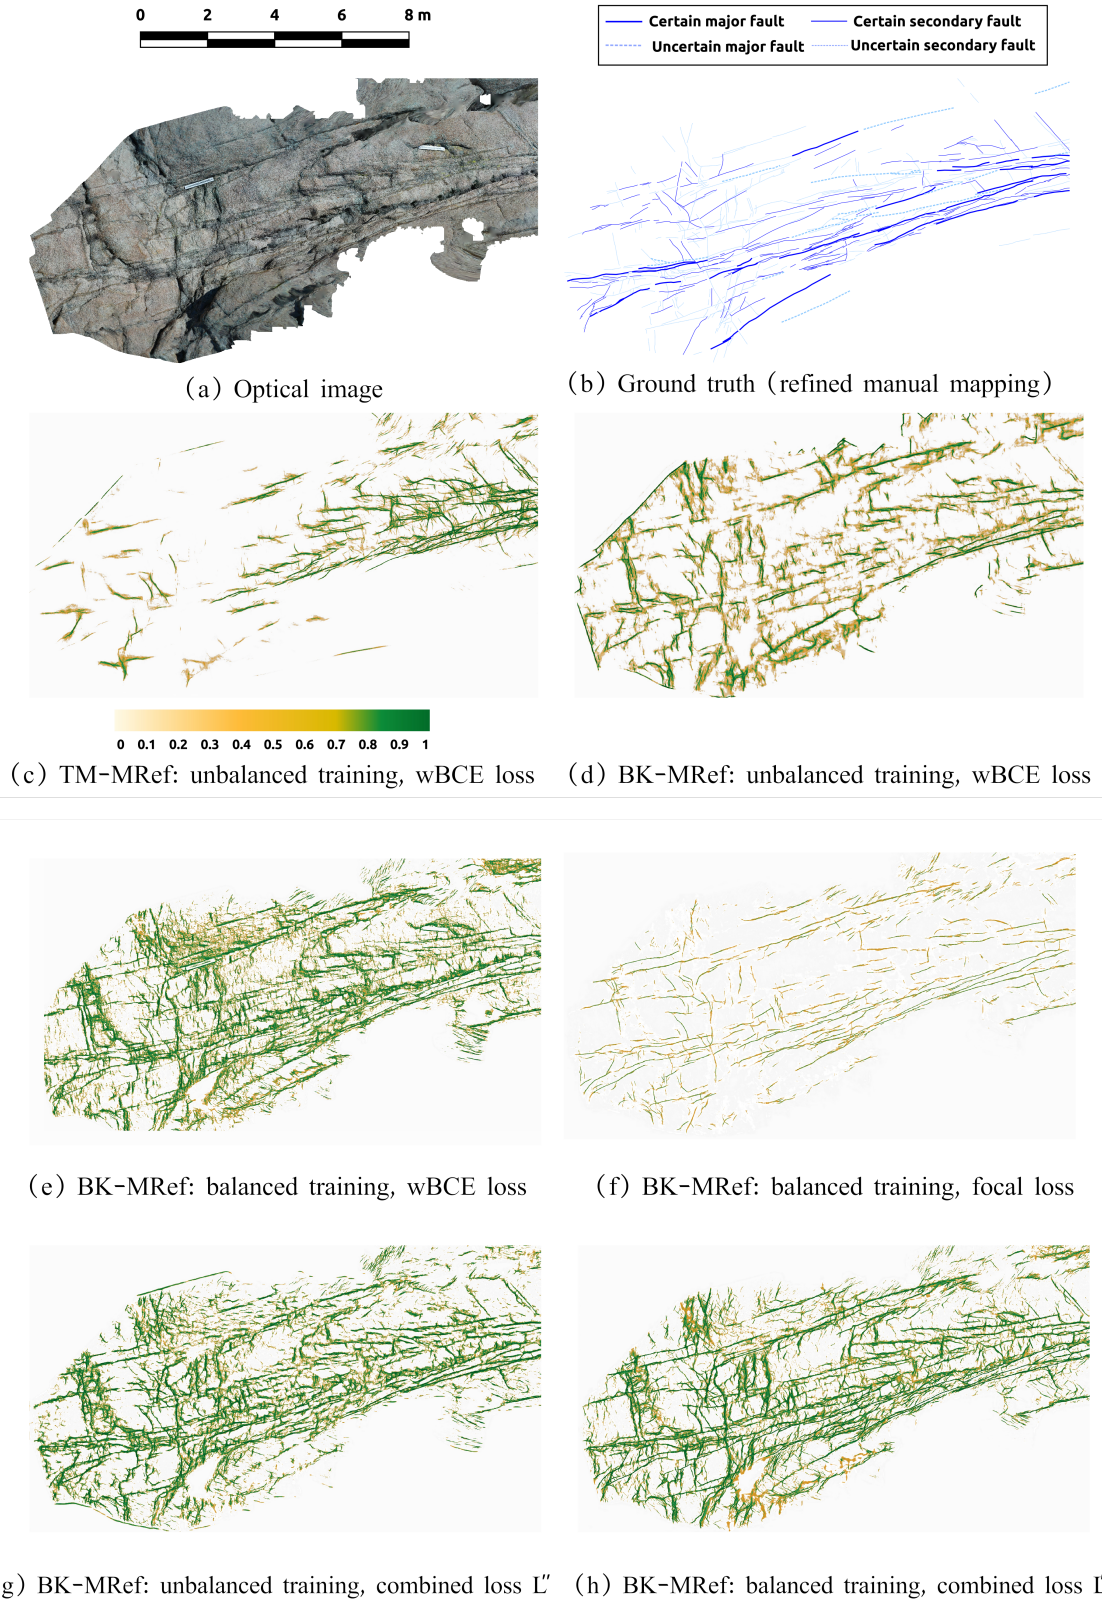 0 2 4 6 8 m
Certain major fault Certain secondary fault
Uncertain major fault Uncertain secondary fault
(a) Optical image
(b) Ground truth (refined manual mapping)
0 0.1 0.2 0.3 0.4 0.5 0.6 0.7 0.8 0.9 1
(c) TM-MRef: unbalanced training, wBCE loss
(d) BK-MRef: unbalanced training, wBCE loss
(e) BK-MRef: balanced training, wBCE loss
(f) BK-MRef: balanced training, focal loss
g) BK-MRef: unbalanced training, combined loss L″
(h) BK-MRef: balanced training, combined loss L